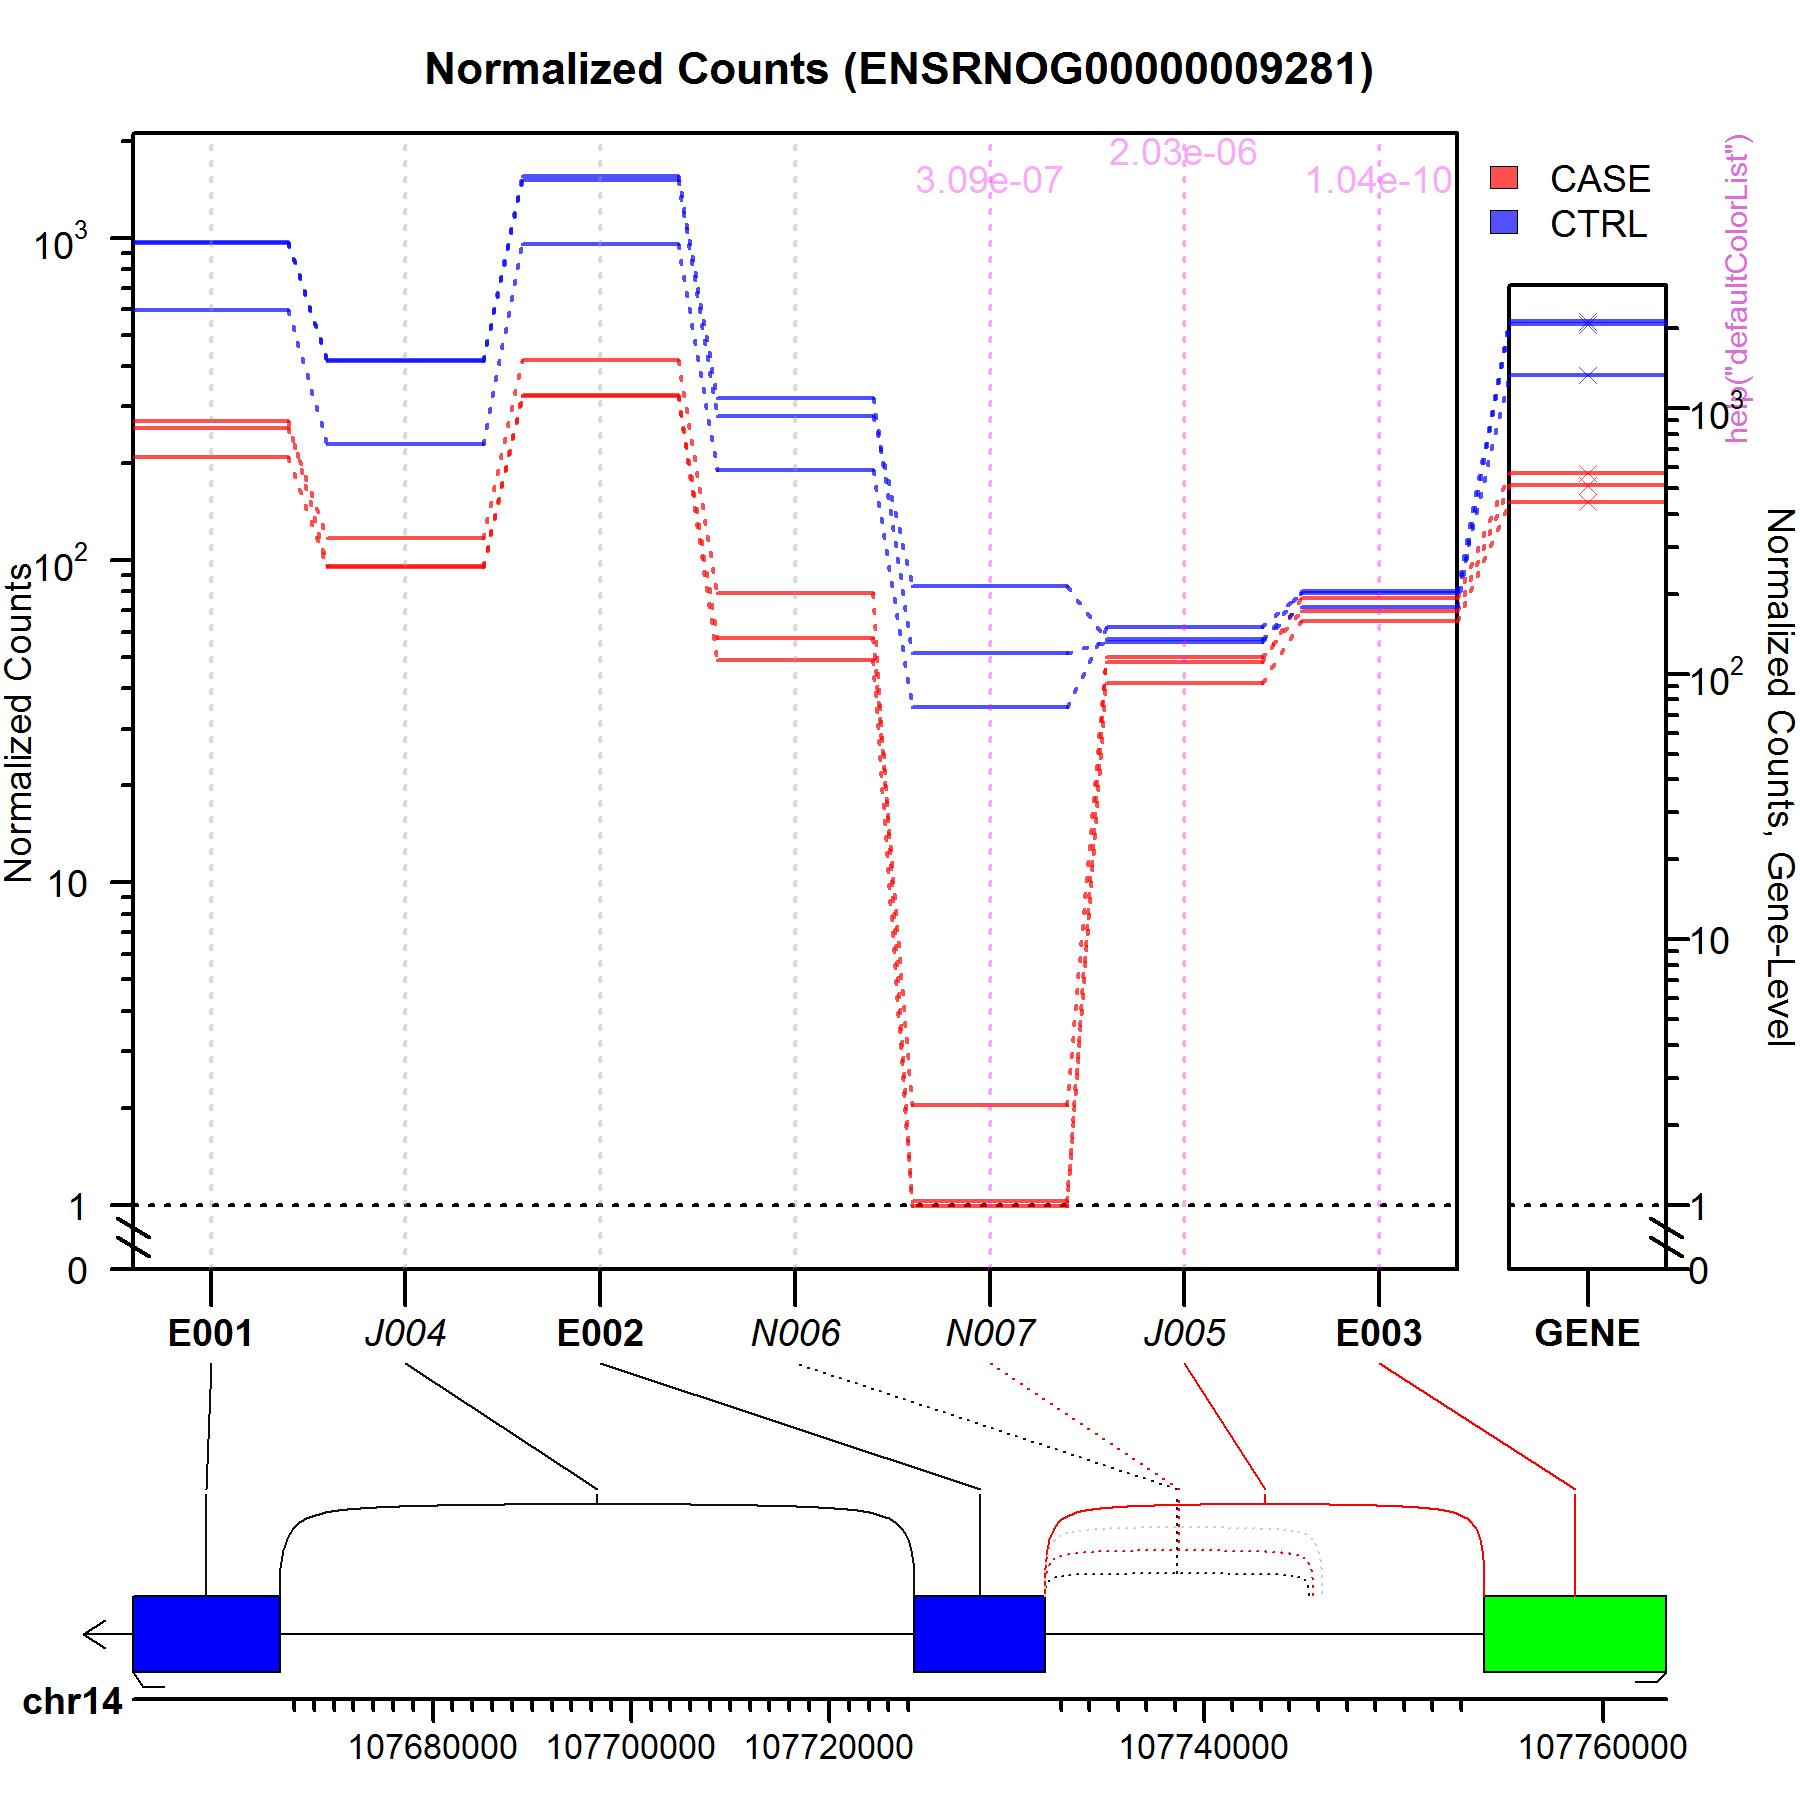 Normalized Counts (ENSRNOG00000009281)
3.09e-07
2.03e-06
1.04e-10
CASE
CTRL
help("defaultColorList")
Normalized Counts
10³
10²
10
1
0
10³
10²
10
1
0
Normalized Counts, Gene-Level
E001 J004 E002 N006 N007 J005 E003 GENE
chr14
107680000 107700000 107720000 107740000 107760000